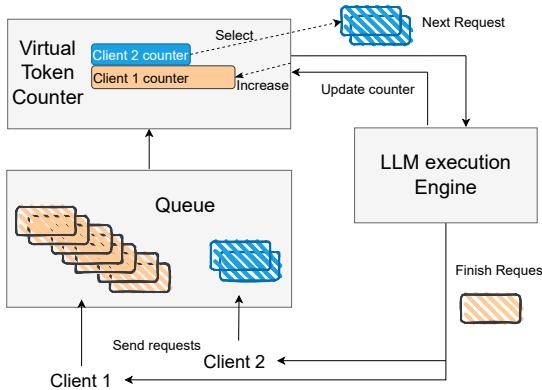 Virtual
Token
Counter
Client 2 counter
Client 1 counter
Select
Increase
Next Request
Update counter
LLM execution
Engine
Queue
Finish Reques
Send requests
Client 2
Client 1